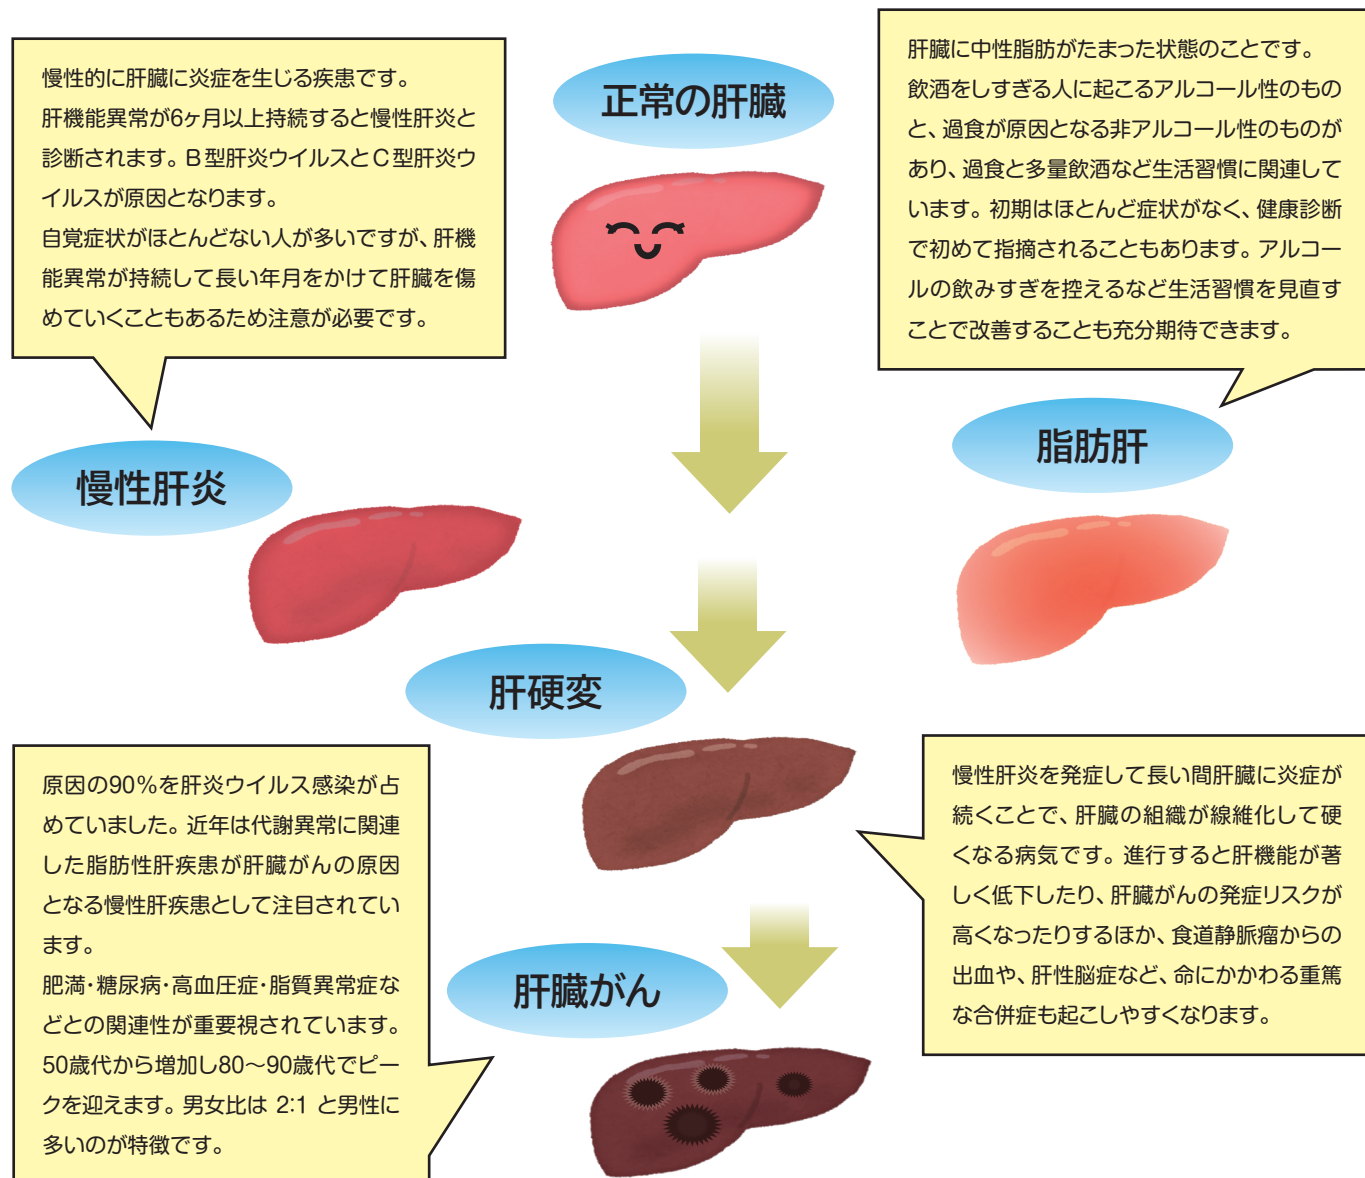 慢性的に肝臓に炎症を生じる疾患です。
肝機能異常が6ヶ月以上持続すると慢性肝炎と
診断されます。B型肝炎ウイルスとC型肝炎ウ
イルスが原因となります。
自覚症状がほとんどない人が多いですが、肝機
能異常が持続して長い年月をかけて肝臓を傷
めていくこともあるため注意が必要です。
正常の肝臓
肝臓に中性脂肪がたまった状態のことです。
飲酒をしすぎる人に起こるアルコール性のもの
と、過食が原因となる非アルコール性のものが
あり、過食と多量飲酒など生活習慣に関連して
います。初期はほとんど症状がなく、健康診断
で初めて指摘されることもあります。アルコー
ルの飲みすぎを控えるなど生活習慣を見直す
ことで改善することも充分期待できます。
慢性肝炎
脂肪肝
肝硬変
原因の90%を肝炎ウイルス感染が占
めていました。近年は代謝異常に関連
した脂肪性肝疾患が肝臓がんの原因
となる慢性肝疾患として注目されてい
ます。
肥満・糖尿病・高血圧症・脂質異常症な
どとの関連性が重要視されています。
50歳代から増加し80〜90歳代でピー
クを迎えます。男女比は 2:1 と男性に
多いのが特徴です。
慢性肝炎を発症して長い間肝臓に炎症が
続くことで、肝臓の組織が線維化して硬
くなる病気です。進行すると肝機能が著
しく低下したり、肝臓がんの発症リスクが
高くなったりするほか、食道静脈瘤からの
出血や、肝性脳症など、命にかかわる重篤
な合併症も起こしやすくなります。
肝臓がん